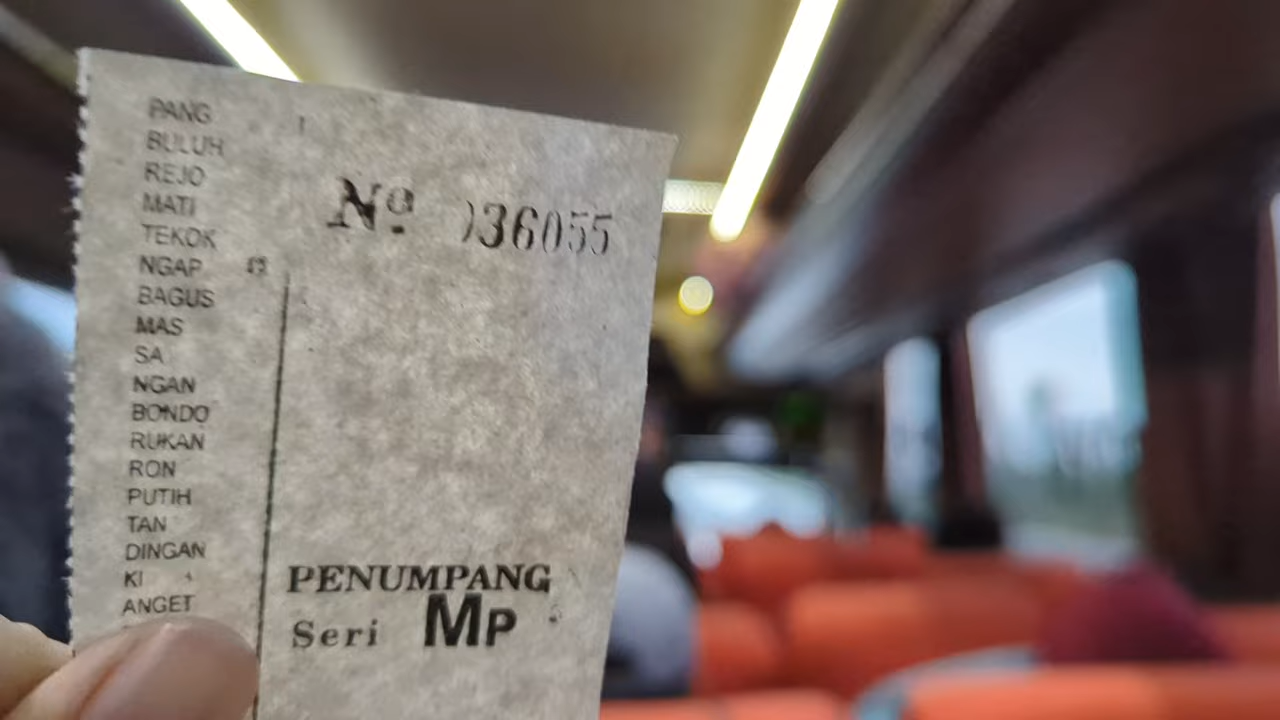 PANG
BULUH
REJO
MATI
TEKOK
NGAP
BAGUS
MAS
SA
NGAN
BONDO
RUKAN
RON
PUTIH
TAN
DINGAN
KI
ANGET
Nº 036055
PENUMPANG
Seri MP